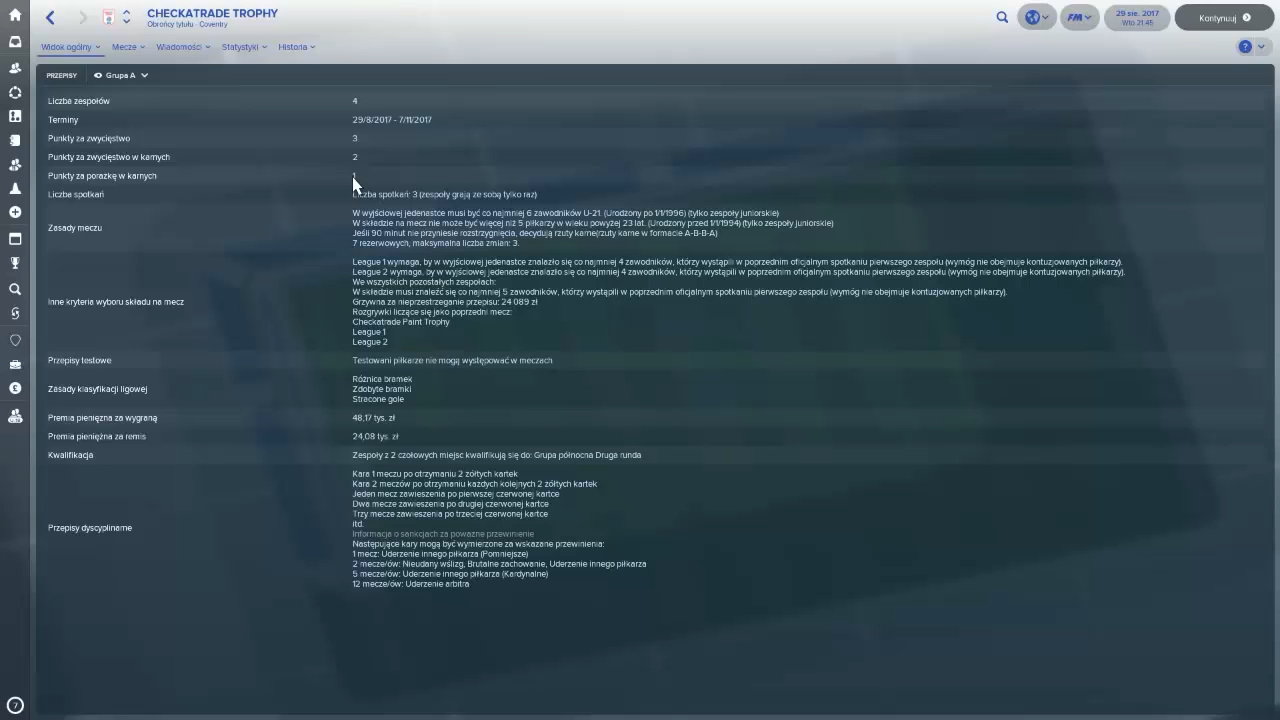 CHECKATRADE TROPHY
Obrońcy tytułu - Coventry
29 sie. 2017
Wto 21:45
Kontynuuj
Widok ogólny
Mecze
Wiadomości
Statystyki
Historia
PRZEPISY
Grupa A
Liczba zespołów 4
Terminy 29/8/2017 - 7/11/2017
Punkty za zwycięstwo 3
Punkty za zwycięstwo w karnych 2
Punkty za porażkę w karnych 1
Liczba spotkań Liczba spotkań: 3 (zespoły grają ze sobą tylko raz)
Zasady meczu
W wyjściowej jedenastce musi być co najmniej 6 zawodników U-21. (Urodzony po 1/1/1996) (tylko zespoły juniorskie)
W składzie na mecz nie może być więcej niż 5 piłkarzy w wieku powyżej 23 lat. (Urodzony przed 1/1/1994) (tylko zespoły juniorskie)
Jeśli 90 minut nie przyniesie rozstrzygnięcia, decydują rzuty karne(rzuty karne w formacie A-B-B-A)
7 rezerwowych, maksymalna liczba zmian: 3.
Inne kryteria wyboru składu na mecz
League 1 wymaga, by w wyjściowej jedenastce znalazło się co najmniej 4 zawodników, którzy wystąpili w poprzednim oficjalnym spotkaniu pierwszego zespołu (wymóg nie obejmuje kontuzjowanych piłkarzy).
League 2 wymaga, by w wyjściowej jedenastce znalazło się co najmniej 4 zawodników, którzy wystąpili w poprzednim oficjalnym spotkaniu pierwszego zespołu (wymóg nie obejmuje kontuzjowanych piłkarzy).
We wszystkich pozostałych zespołach:
W składzie musi znaleźć się co najmniej 5 zawodników, którzy wystąpili w poprzednim oficjalnym spotkaniu pierwszego zespołu (wymóg nie obejmuje kontuzjowanych piłkarzy).
Grzywna za nieprzestrzeganie przepisu: 24 089 zł
Rozgrywki liczące się jako poprzedni mecz:
Checkatrade Paint Trophy
League 1
League 2
Przepisy testowe Testowani piłkarze nie mogą występować w meczach
Zasady klasyfikacji ligowej
Różnica bramek
Zdobyte bramki
Stracone gole
Premia pieniężna za wygraną 48,17 tys. zł
Premia pieniężna za remis 24,08 tys. zł
Kwalifikacja Zespoły z 2 czołowych miejsc kwalifikują się do: Grupa północna Druga runda
Przepisy dyscyplinarne
Kara 1 meczu po otrzymaniu 2 żółtych kartek
Kara 2 meczów po otrzymaniu każdych kolejnych 2 żółtych kartek
Jeden mecz zawieszenia po pierwszej czerwonej kartce
Dwa mecze zawieszenia po drugiej czerwonej kartce
Trzy mecze zawieszenia po trzeciej czerwonej kartce
itd.
Informacja o sankcjach za poważne przewinienie
Następujące kary mogą być wymierzone za wskazane przewinienia:
1 mecz: Uderzenie innego piłkarza (Pomniejsze)
2 mecze/ów: Nieudany wślizg, Brutalne zachowanie, Uderzenie innego piłkarza
5 mecze/ów: Uderzenie innego piłkarza (Kardynalne)
12 mecze/ów: Uderzenie arbitra